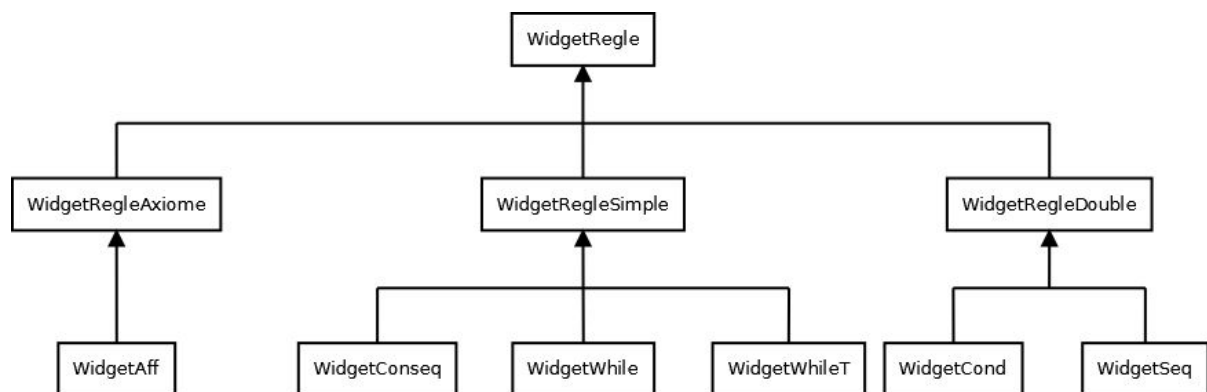 WidgetRegle
WidgetRegleAxiome
WidgetRegleSimple
WidgetRegleDouble
WidgetAff
WidgetConseq
WidgetWhile
WidgetWhileT
WidgetCond
WidgetSeq